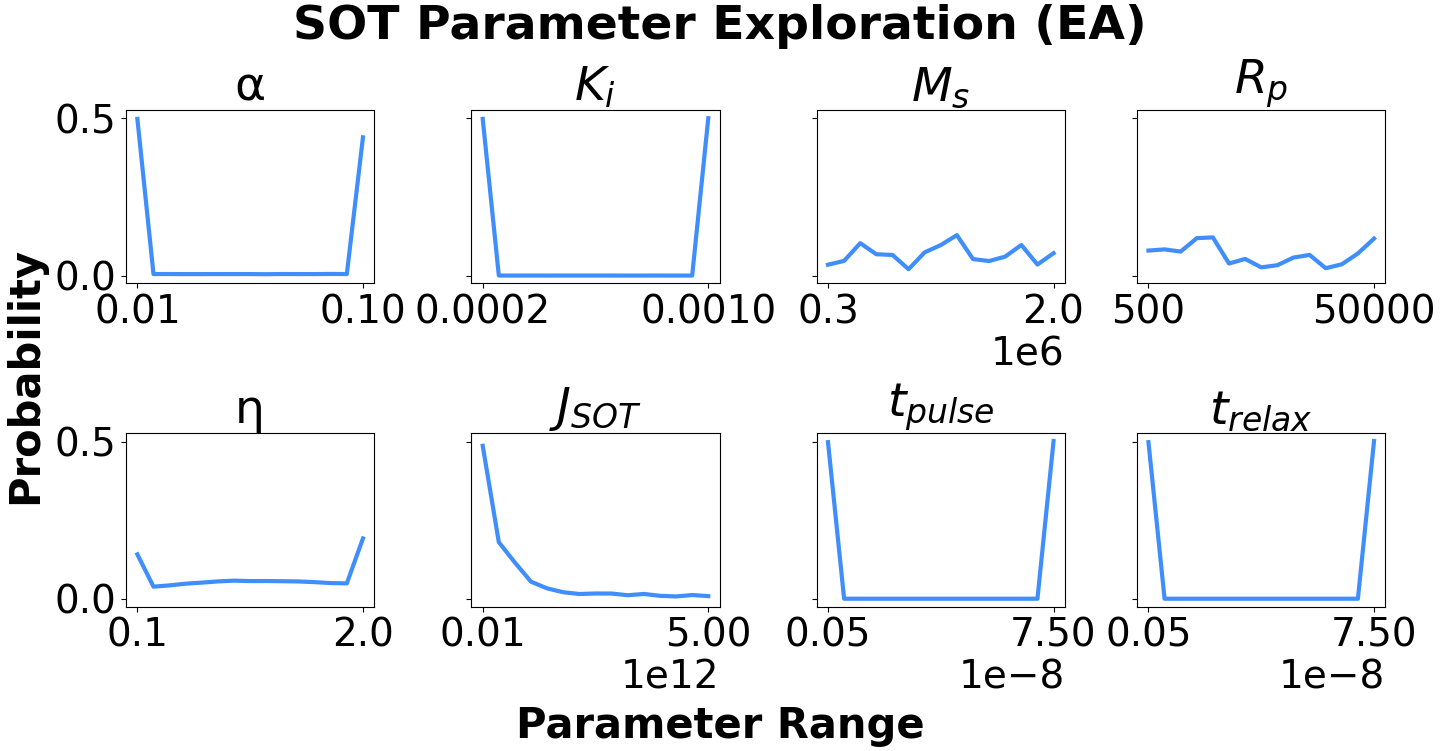 SOT Parameter Exploration (EA)
α K_i M_s R_p
0.5
0.0
0.01 0.10 0.0002 0.0010 0.3 2.0 500 50000
1e6
Probability
η J_SOT t_pulse t_relax
0.5
0.0
0.1 2.0 0.01 5.00 0.05 7.50 0.05 7.50
1e12 1e−8 1e−8
Parameter Range